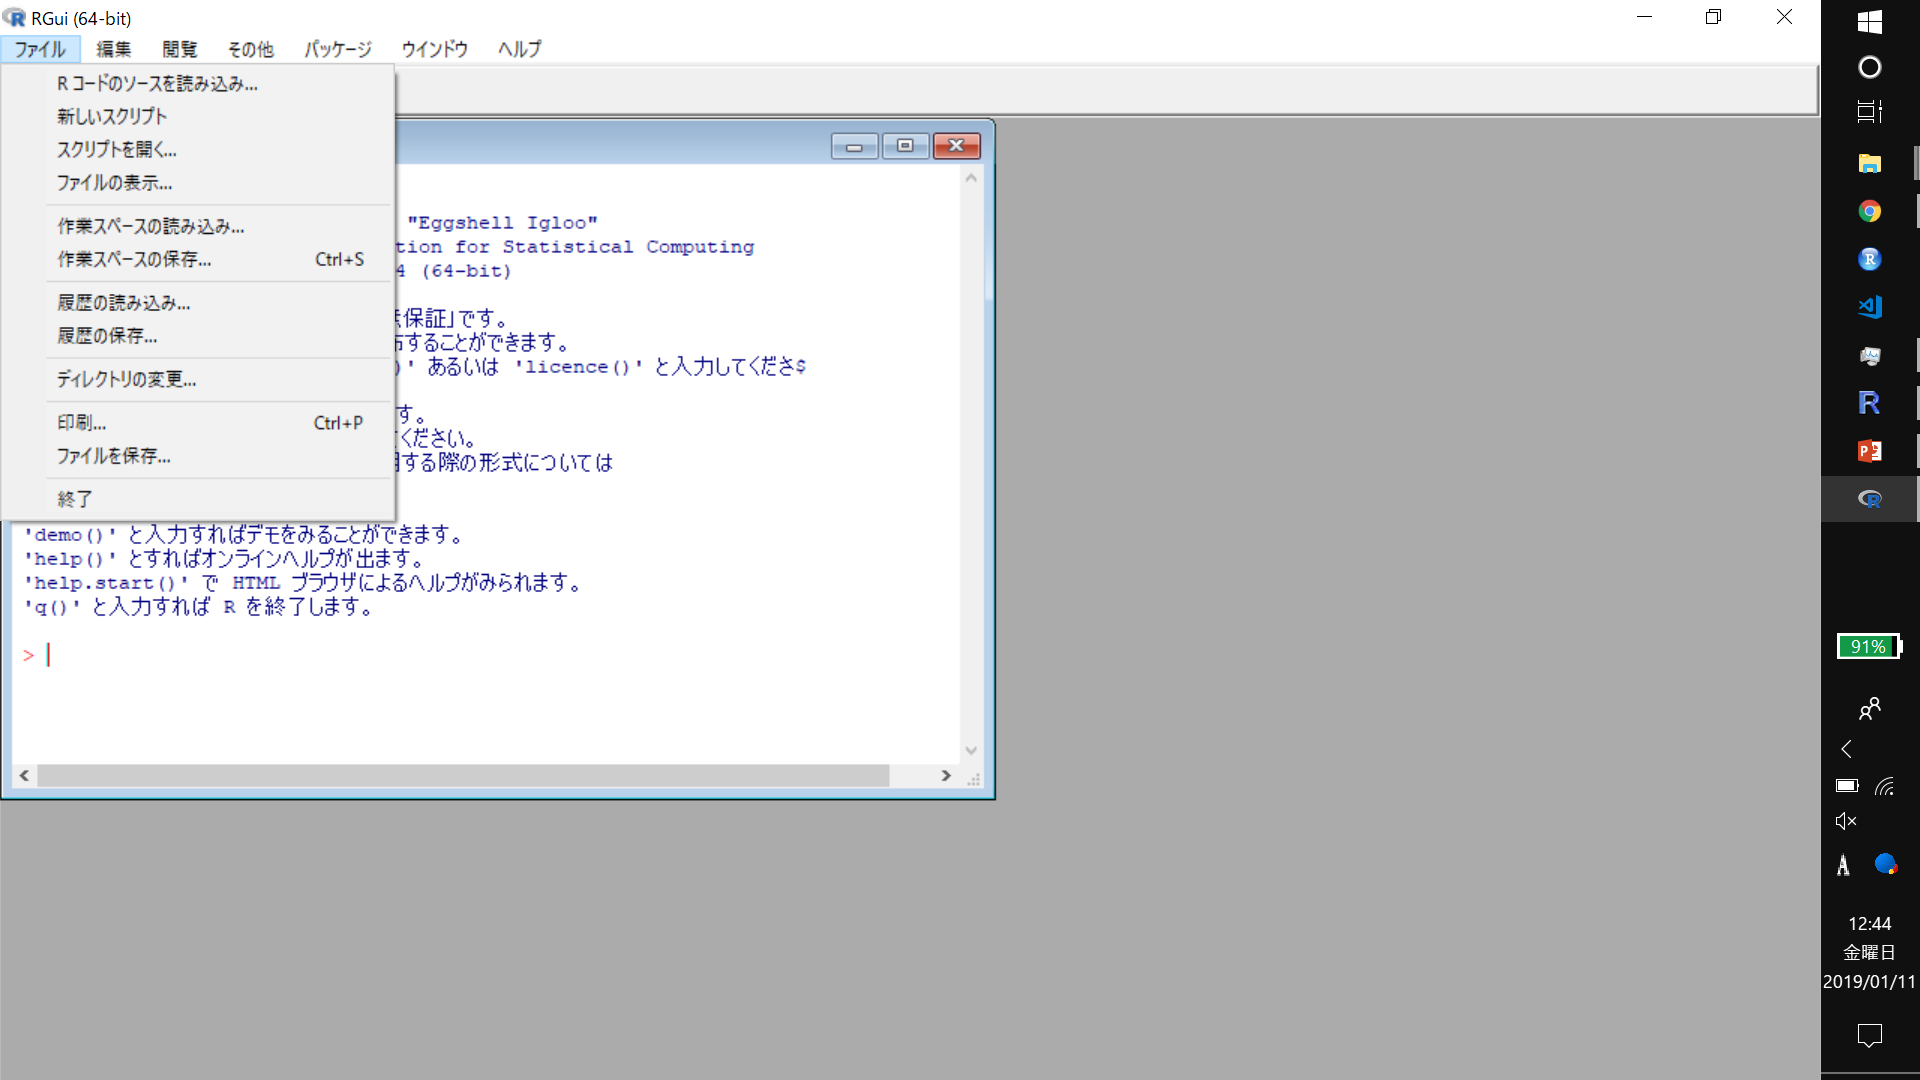 RGui (64-bit)
ファイル 編集 閲覧 その他 パッケージ ウインドウ ヘルプ
R コードのソースを読み込み...
新しいスクリプト
スクリプトを開く...
ファイルの表示...
作業スペースの読み込み...
作業スペースの保存... Ctrl+S
履歴の読み込み...
履歴の保存...
ディレクトリの変更...
印刷... Ctrl+P
ファイルを保存...
終了
"Eggshell Igloo"
tion for Statistical Computing
4 (64-bit)
保証」です。
することができます。
)' あるいは 'licence()' と入力してくださ$
す。
ください。
する際の形式については
'demo()' と入力すればデモをみることができます。
'help()' とすればオンラインヘルプが出ます。
'help.start()' で HTML ブラウザによるヘルプがみられます。
'q()' と入力すれば R を終了します。
>
91%
A
12:44
金曜日
2019/01/11